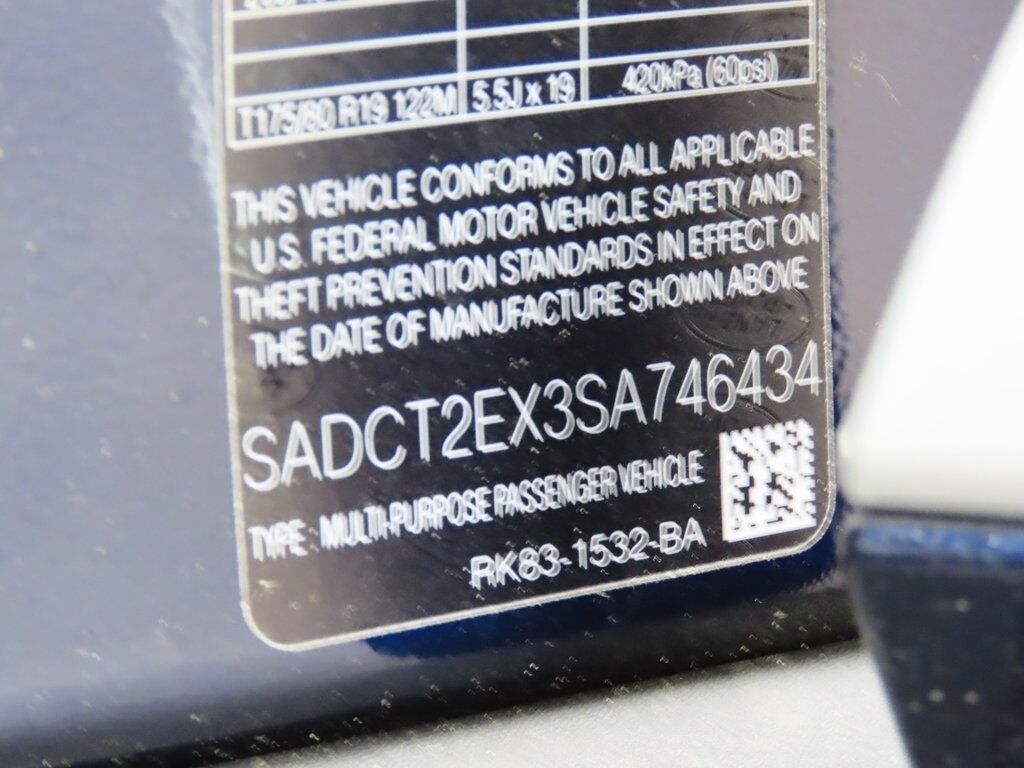 T175/80 R19 122M 5.5J x 19 420kPa (60psi)
THIS VEHICLE CONFORMS TO ALL APPLICABLE
U.S. FEDERAL MOTOR VEHICLE SAFETY AND
THEFT PREVENTION STANDARDS IN EFFECT ON
THE DATE OF MANUFACTURE SHOWN ABOVE
SADCT2EX3SA746434
TYPE : MULTI-PURPOSE PASSENGER VEHICLE
RK83-1532-BA